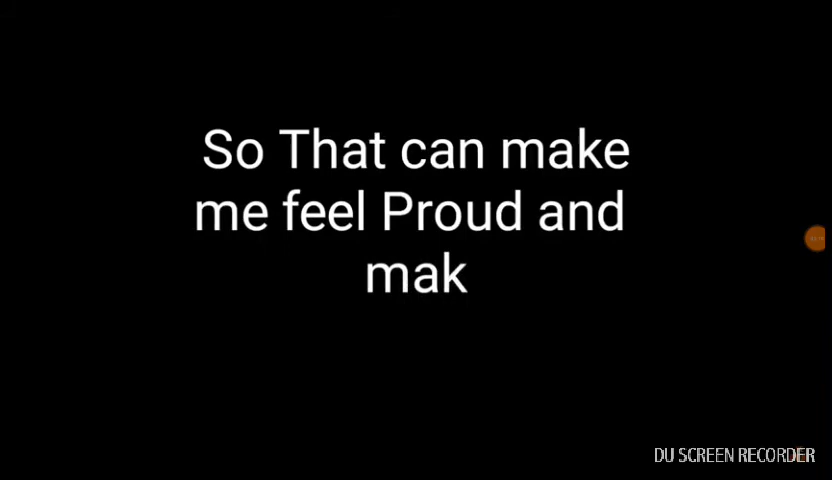 So That can make
me feel Proud and
mak
DU SCREEN RECORDER